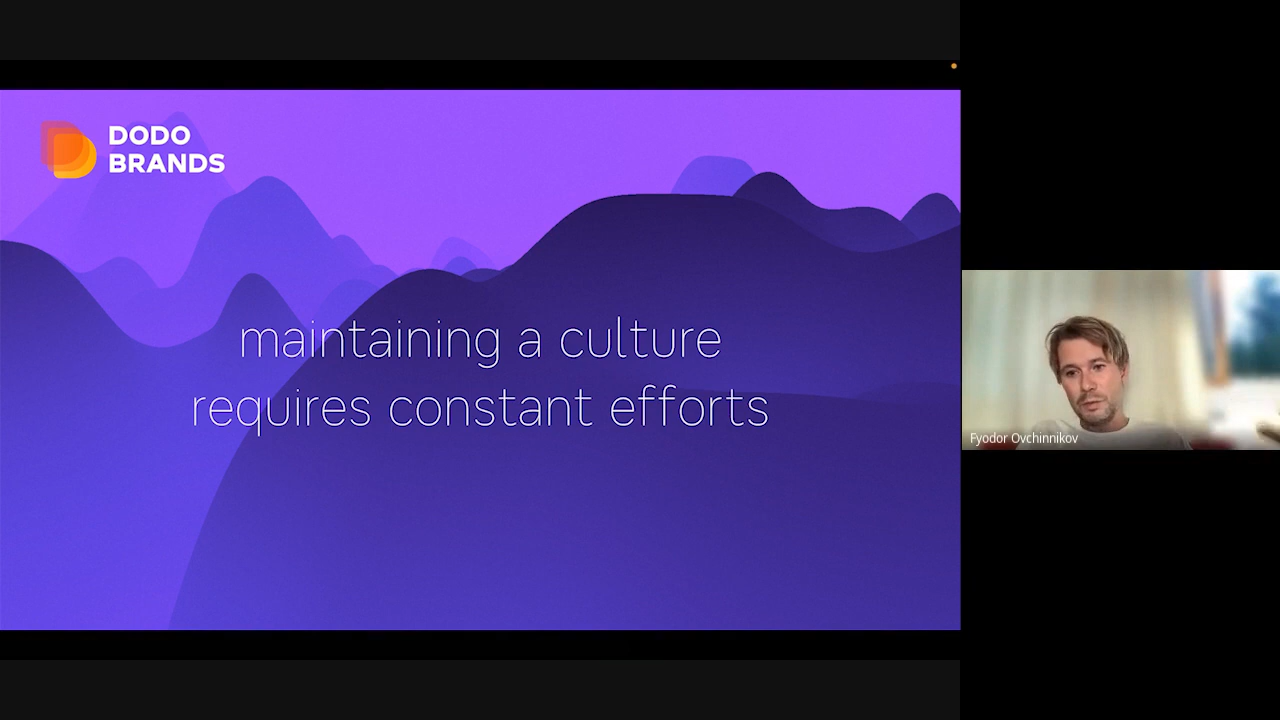 DODO
BRANDS
maintaining a culture
requires constant efforts
Fyodor Ovchinnikov